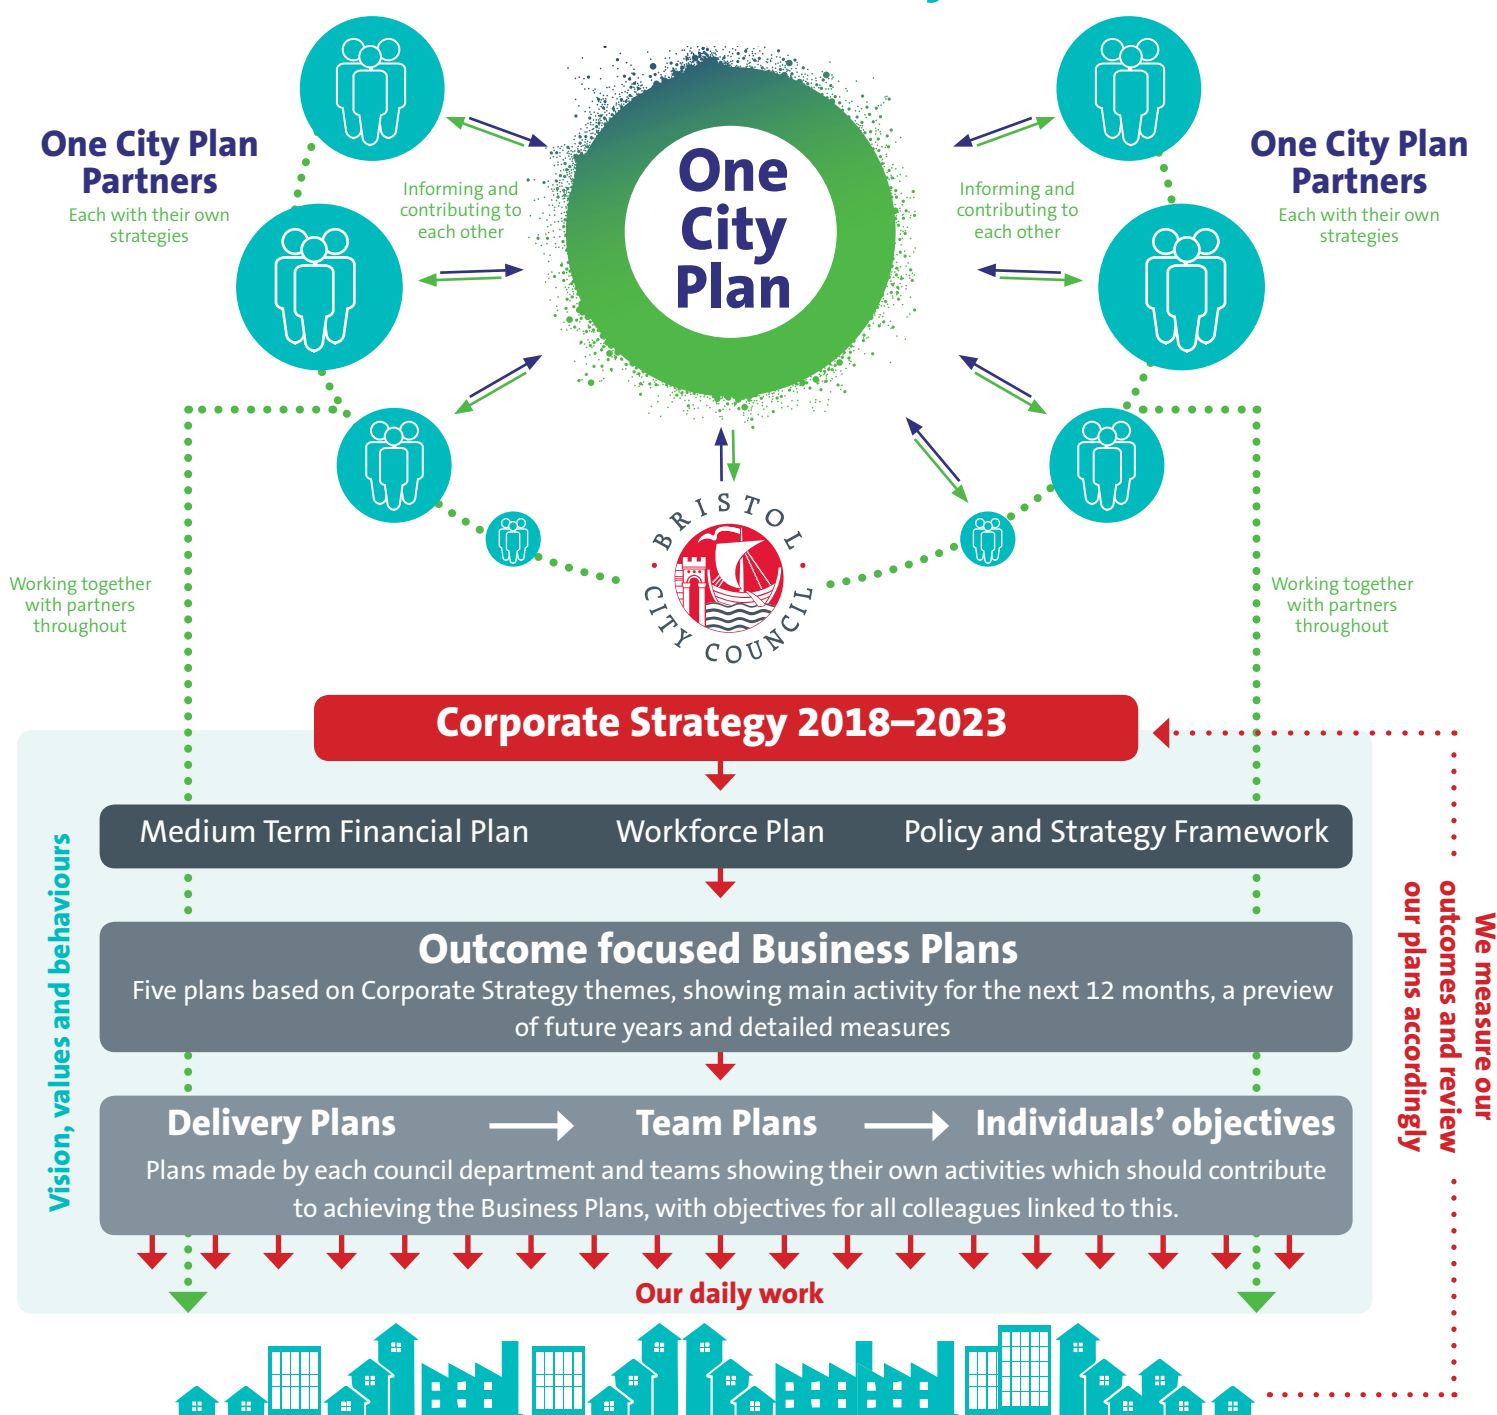 One City Plan
Partners
Each with their own
strategies
Informing and
contributing to
each other
One
City
Plan
Informing and
contributing to
each other
One City Plan
Partners
Each with their own
strategies
BRISTOL
CITY COUNCIL
Working together
with partners
throughout
Working together
with partners
throughout
Corporate Strategy 2018–2023
Medium Term Financial Plan Workforce Plan Policy and Strategy Framework
Outcome focused Business Plans
Five plans based on Corporate Strategy themes, showing main activity for the next 12 months, a preview
of future years and detailed measures
Delivery Plans Team Plans Individuals’ objectives
Plans made by each council department and teams showing their own activities which should contribute
to achieving the Business Plans, with objectives for all colleagues linked to this.
Our daily work
Vision, values and behaviours
We measure our
outcomes and review
our plans accordingly